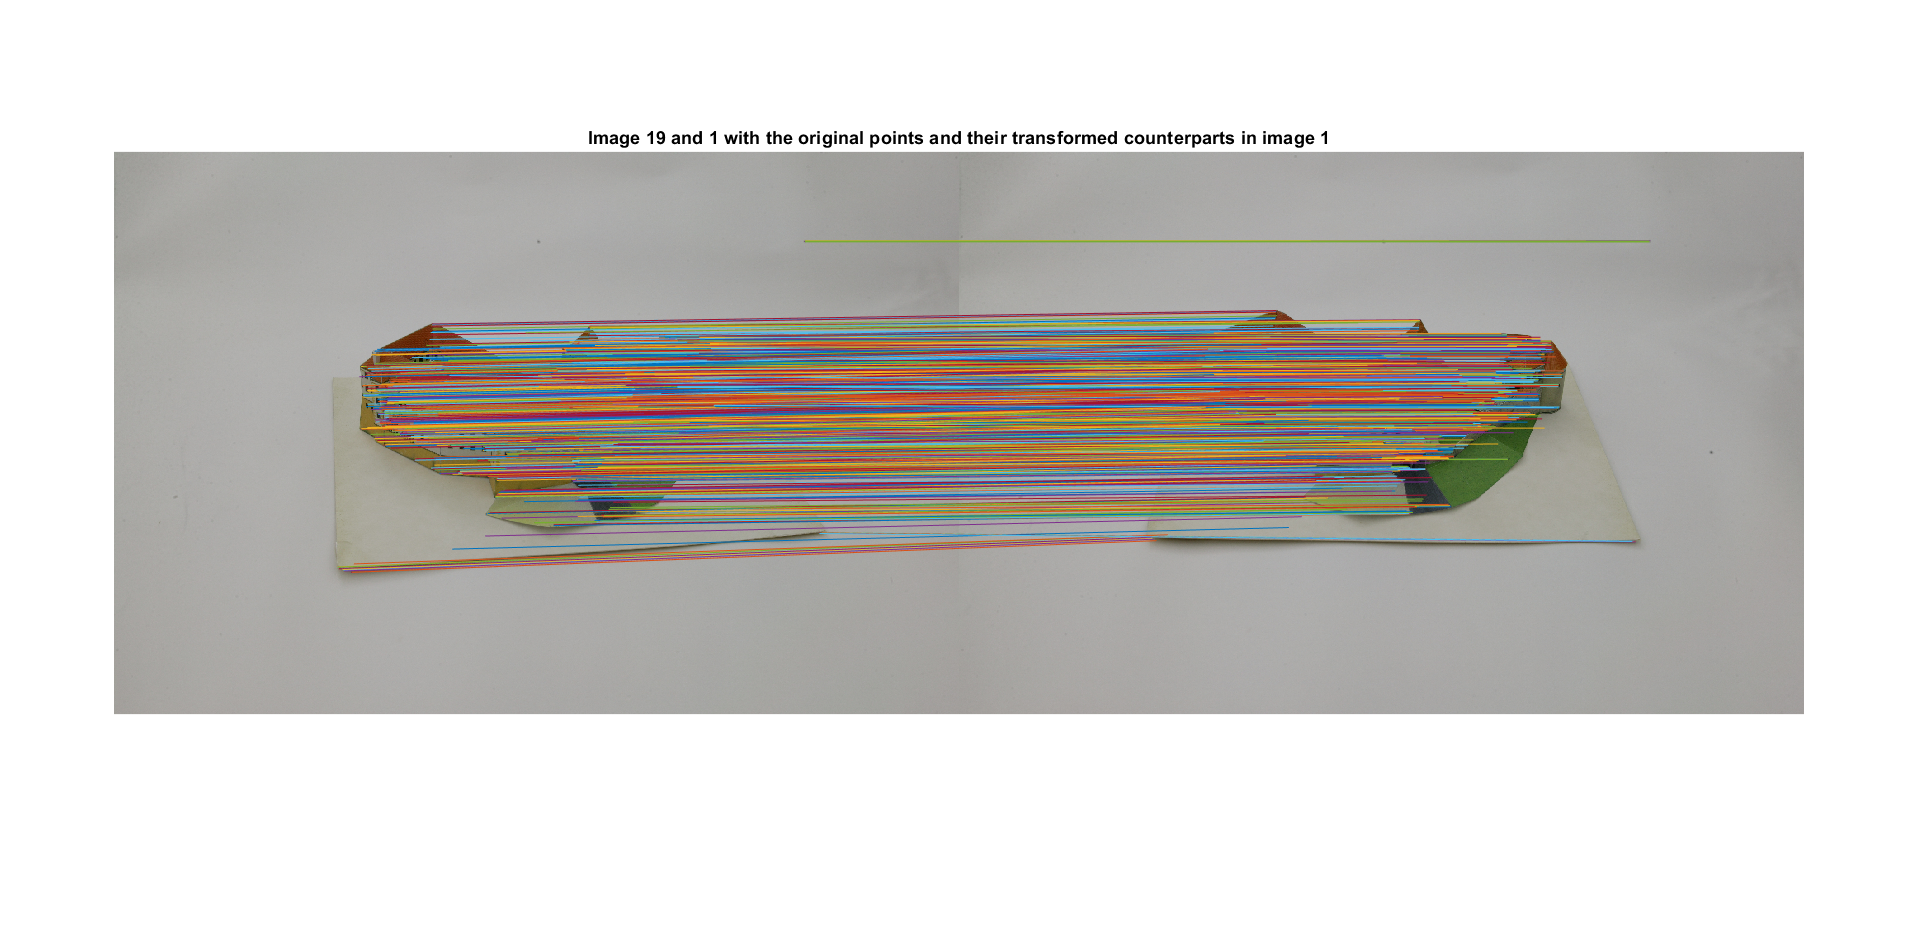 Image 19 and 1 with the original points and their transformed counterparts in image 1